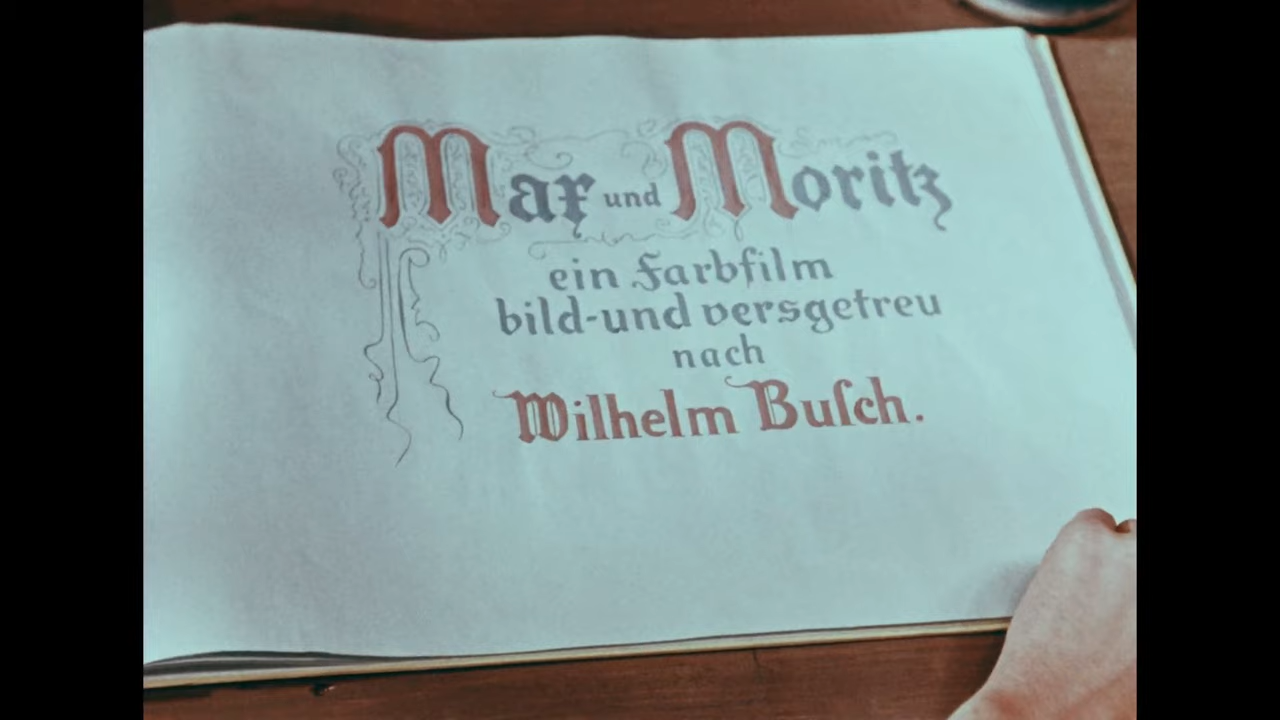 Max und Moritz
ein Farbfilm
bild-und versgetreu
nach
Wilhelm Buſch.